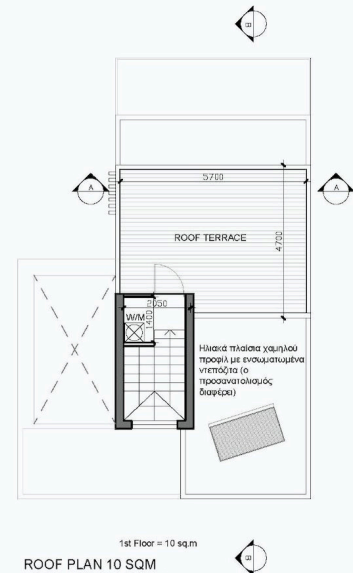 B
5700
A
A
ROOF TERRACE
4700
2050
W/M
1400
Ηλιακά πλαίσια χαμηλού
προφίλ με ενσωματωμένα
ντεπόζιτα (ο
προσανατολισμός
διαφέρει)
1st Floor = 10 sq.m
ROOF PLAN 10 SQM
B